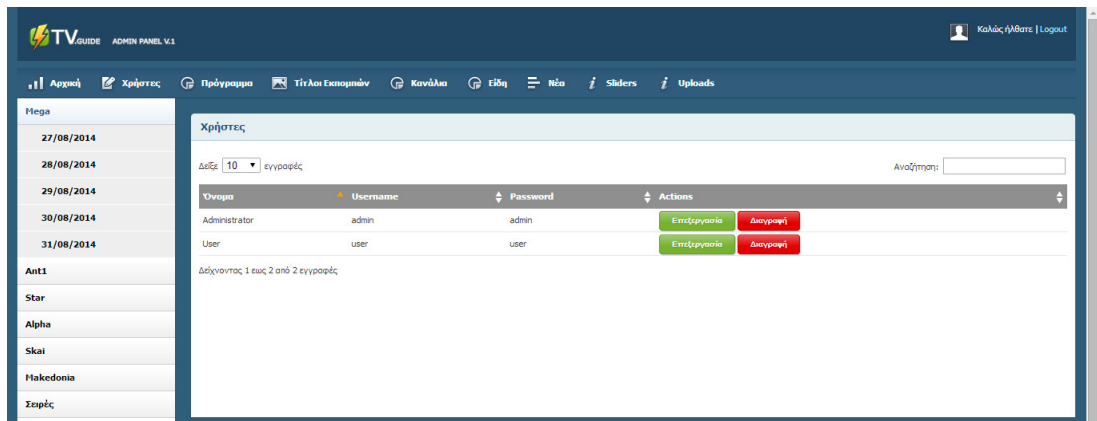 TV.GUIDE ADMIN PANEL V.1
Καλώς ήλθατε | Logout
Αρχική Χρήστες Πρόγραμμα Τίτλοι Εκπομπών Κανάλια Είδη Νέα Sliders Uploads
Mega
27/08/2014
28/08/2014
29/08/2014
30/08/2014
31/08/2014
Ant1
Star
Alpha
Skai
Makedonia
Σειρές
Χρήστες
Δείξε 10 εγγραφές
Αναζήτηση:
Όνομα Username Password Actions
Administrator admin admin Επεξεργασία Διαγραφή
User user user Επεξεργασία Διαγραφή
Δείχνοντας 1 εως 2 από 2 εγγραφές